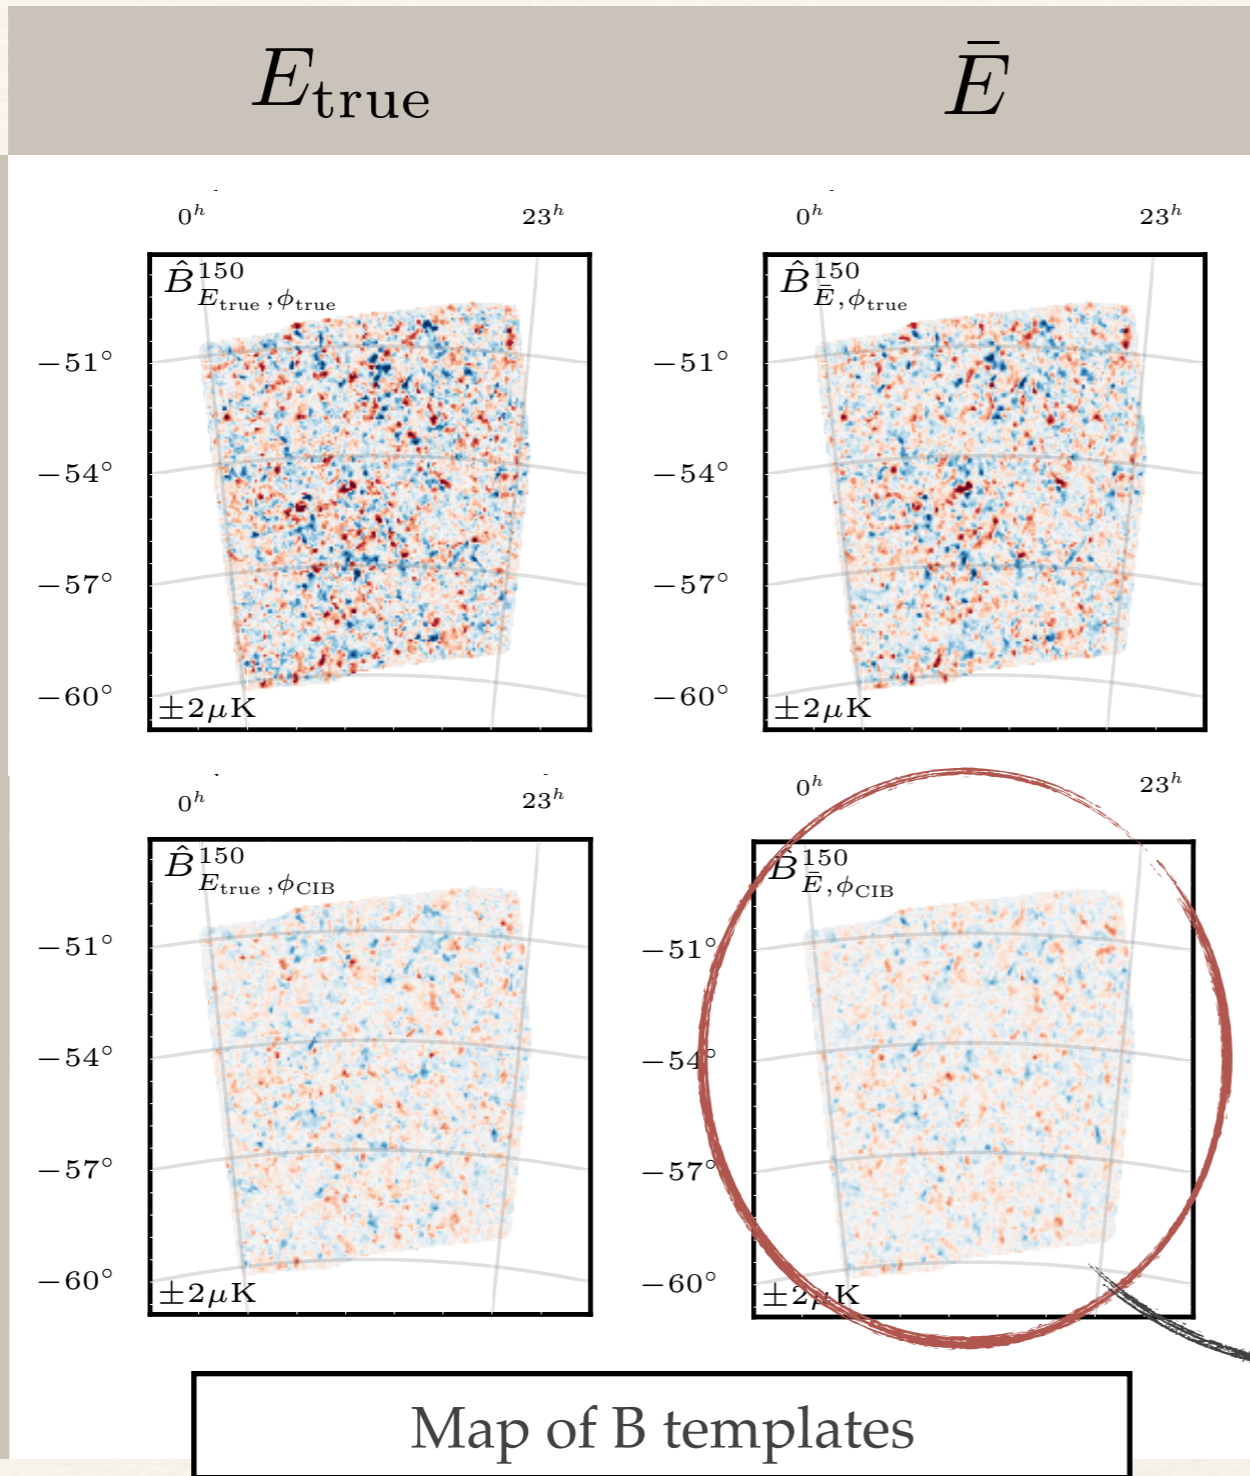 E_true Ē
0^h 23^h 0^h 23^h
B̂^150_{E_true, ϕ_true} B̂^150_{Ē, ϕ_true}
−51° −51°
−54° −54°
−57° −57°
−60° −60°
±2μK ±2μK
0^h 23^h 0^h 23^h
B̂^150_{E_true, ϕ_CIB} B̂^150_{Ē, ϕ_CIB}
−51° −51°
−54° −54°
−57° −57°
−60° −60°
±2μK ±2μK
Map of B templates